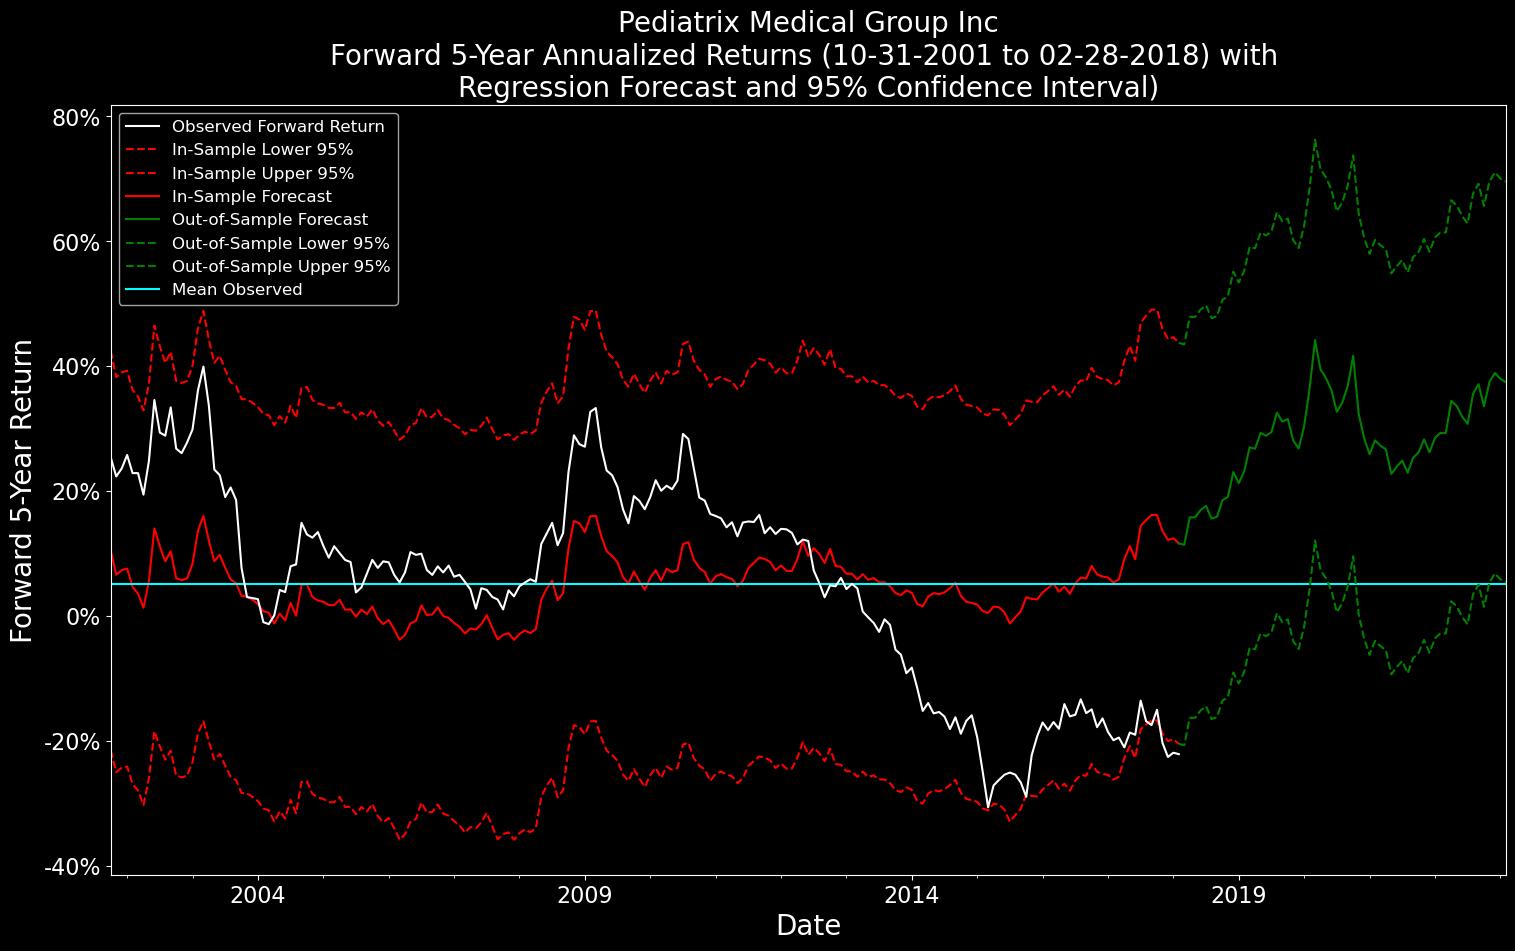 Pediatrix Medical Group Inc
Forward 5-Year Annualized Returns (10-31-2001 to 02-28-2018) with
Regression Forecast and 95% Confidence Interval)
80%
60%
40%
20%
0%
-20%
-40%
Forward 5-Year Return
Observed Forward Return
In-Sample Lower 95%
In-Sample Upper 95%
In-Sample Forecast
Out-of-Sample Forecast
Out-of-Sample Lower 95%
Out-of-Sample Upper 95%
Mean Observed
2004
2009
2014
2019
Date